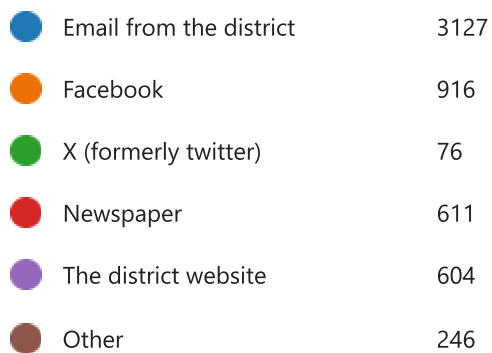 Email from the district 3127
Facebook 916
X (formerly twitter) 76
Newspaper 611
The district website 604
Other 246